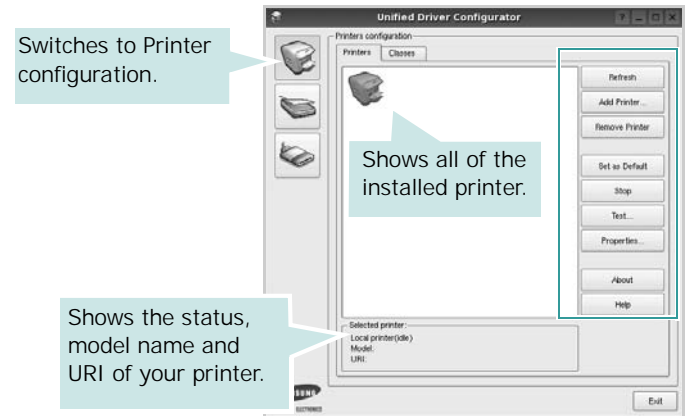 Unified Driver Configurator
Switches to Printer
configuration.
Printers configuration
Printers
Classes
Refresh
Add Printer...
Remove Printer
Set as Default
Stop
Test...
Properties...
About
Help
Shows all of the
installed printer.
Shows the status,
model name and
URI of your printer.
Selected printer:
Local printer(idle)
Model:
URI:
ELECTRONICS
Exit